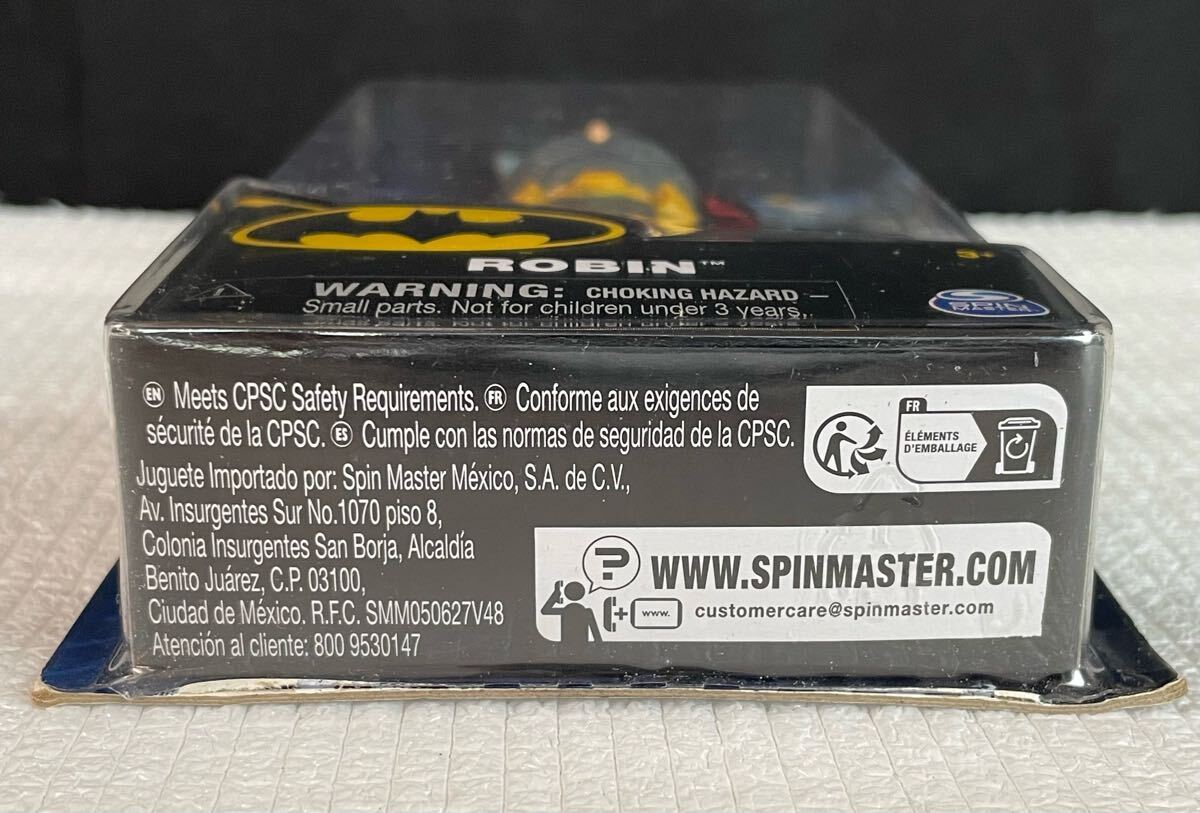 ROBIN™
3+
WARNING: CHOKING HAZARD –
Small parts. Not for children under 3 years.
SPIN
MASTER
EN Meets CPSC Safety Requirements. FR Conforme aux exigences de
sécurité de la CPSC. ES Cumple con las normas de seguridad de la CPSC.
Juguete Importado por: Spin Master México, S.A. de C.V.,
Av. Insurgentes Sur No.1070 piso 8,
Colonia Insurgentes San Borja, Alcaldía
Benito Juárez, C.P. 03100,
Ciudad de México. R.F.C. SMM050627V48
Atención al cliente: 800 9530147
FR
ÉLÉMENTS
D'EMBALLAGE
WWW.SPINMASTER.COM
www.
customercare@spinmaster.com